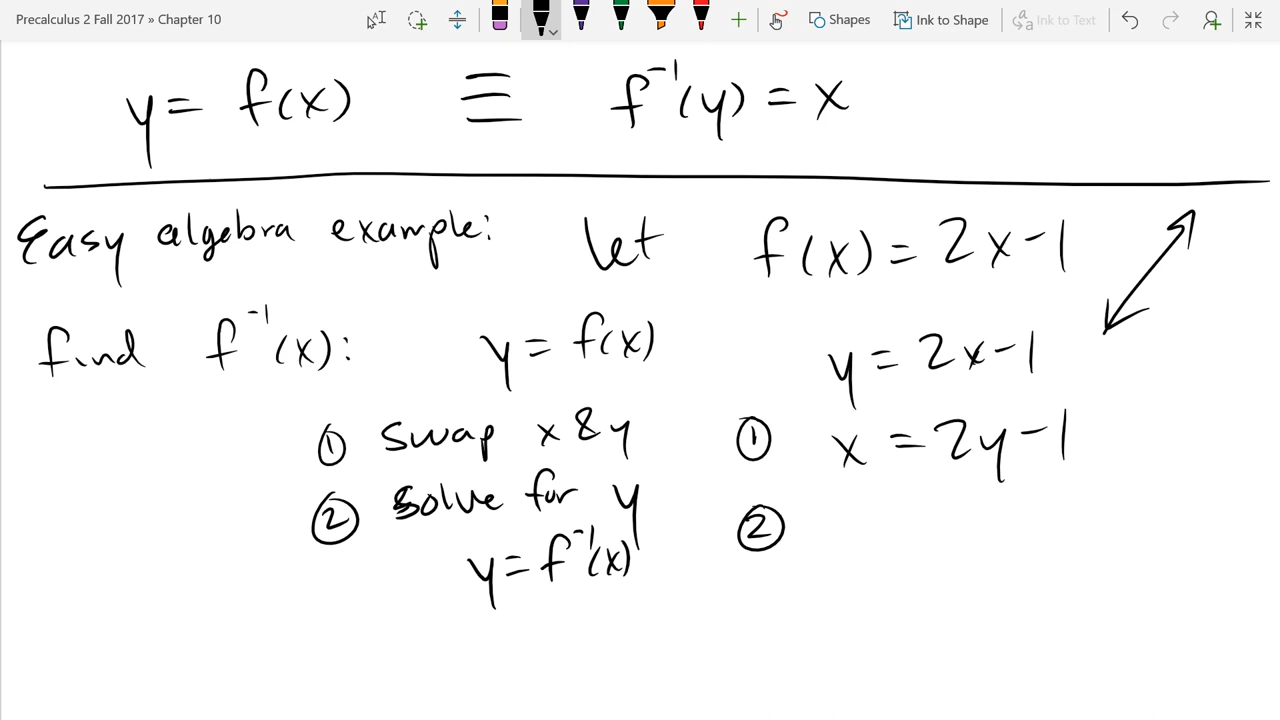 Precalculus 2 Fall 2017 » Chapter 10 Shapes Ink to Shape Ink to Text
y = f(x) ≡ f⁻¹(y) = x
Easy algebra example: let f(x) = 2x-1
find f⁻¹(x): y = f(x) y = 2x-1
① swap x & y ① x = 2y-1
② solve for y ②
y = f⁻¹(x)